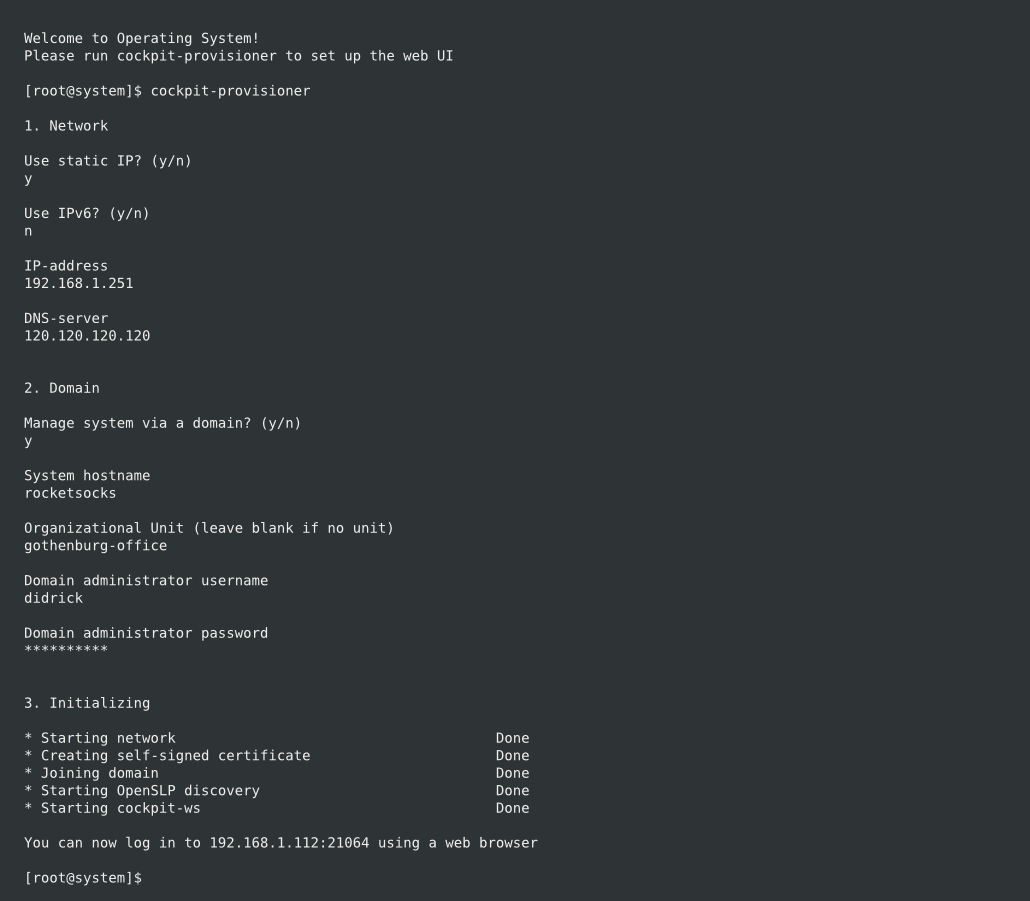 Welcome to Operating System!
Please run cockpit-provisioner to set up the web UI
[root@system]$ cockpit-provisioner
1. Network
Use static IP? (y/n)
y
Use IPv6? (y/n)
n
IP-address
192.168.1.251
DNS-server
120.120.120.120
2. Domain
Manage system via a domain? (y/n)
y
System hostname
rocketsocks
Organizational Unit (leave blank if no unit)
gothenburg-office
Domain administrator username
didrick
Domain administrator password
**********
3. Initializing
* Starting network Done
* Creating self-signed certificate Done
* Joining domain Done
* Starting OpenSLP discovery Done
* Starting cockpit-ws Done
You can now log in to 192.168.1.112:21064 using a web browser
[root@system]$